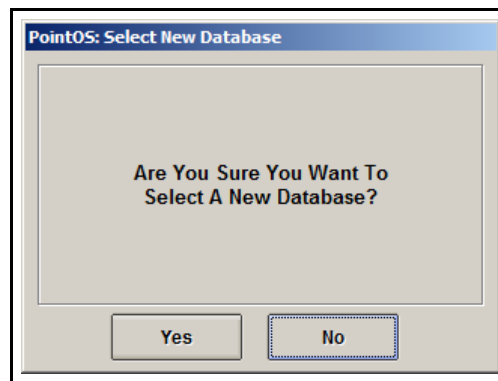 PointOS: Select New Database
Are You Sure You Want To
Select A New Database?
Yes
No